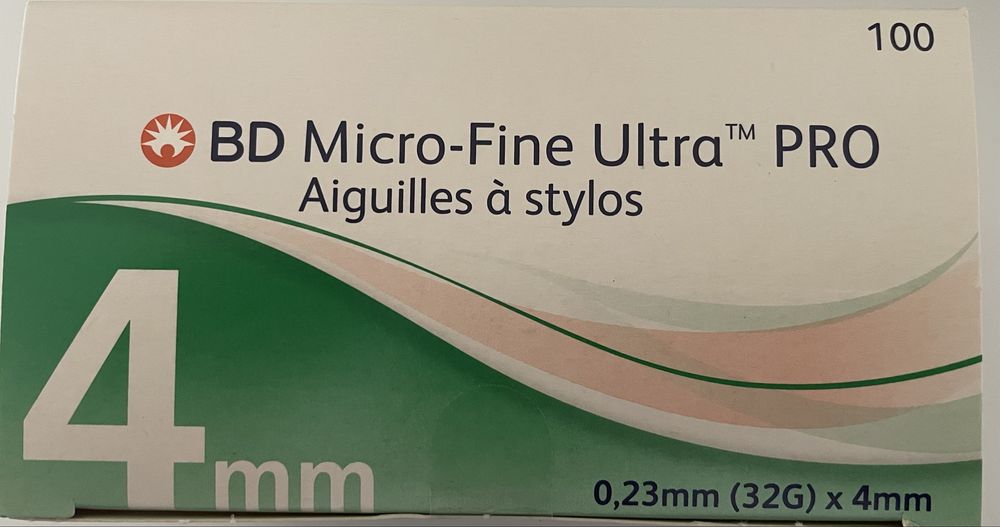 100
BD Micro-Fine Ultra™ PRO
Aiguilles à stylos
4mm
0,23mm (32G) x 4mm